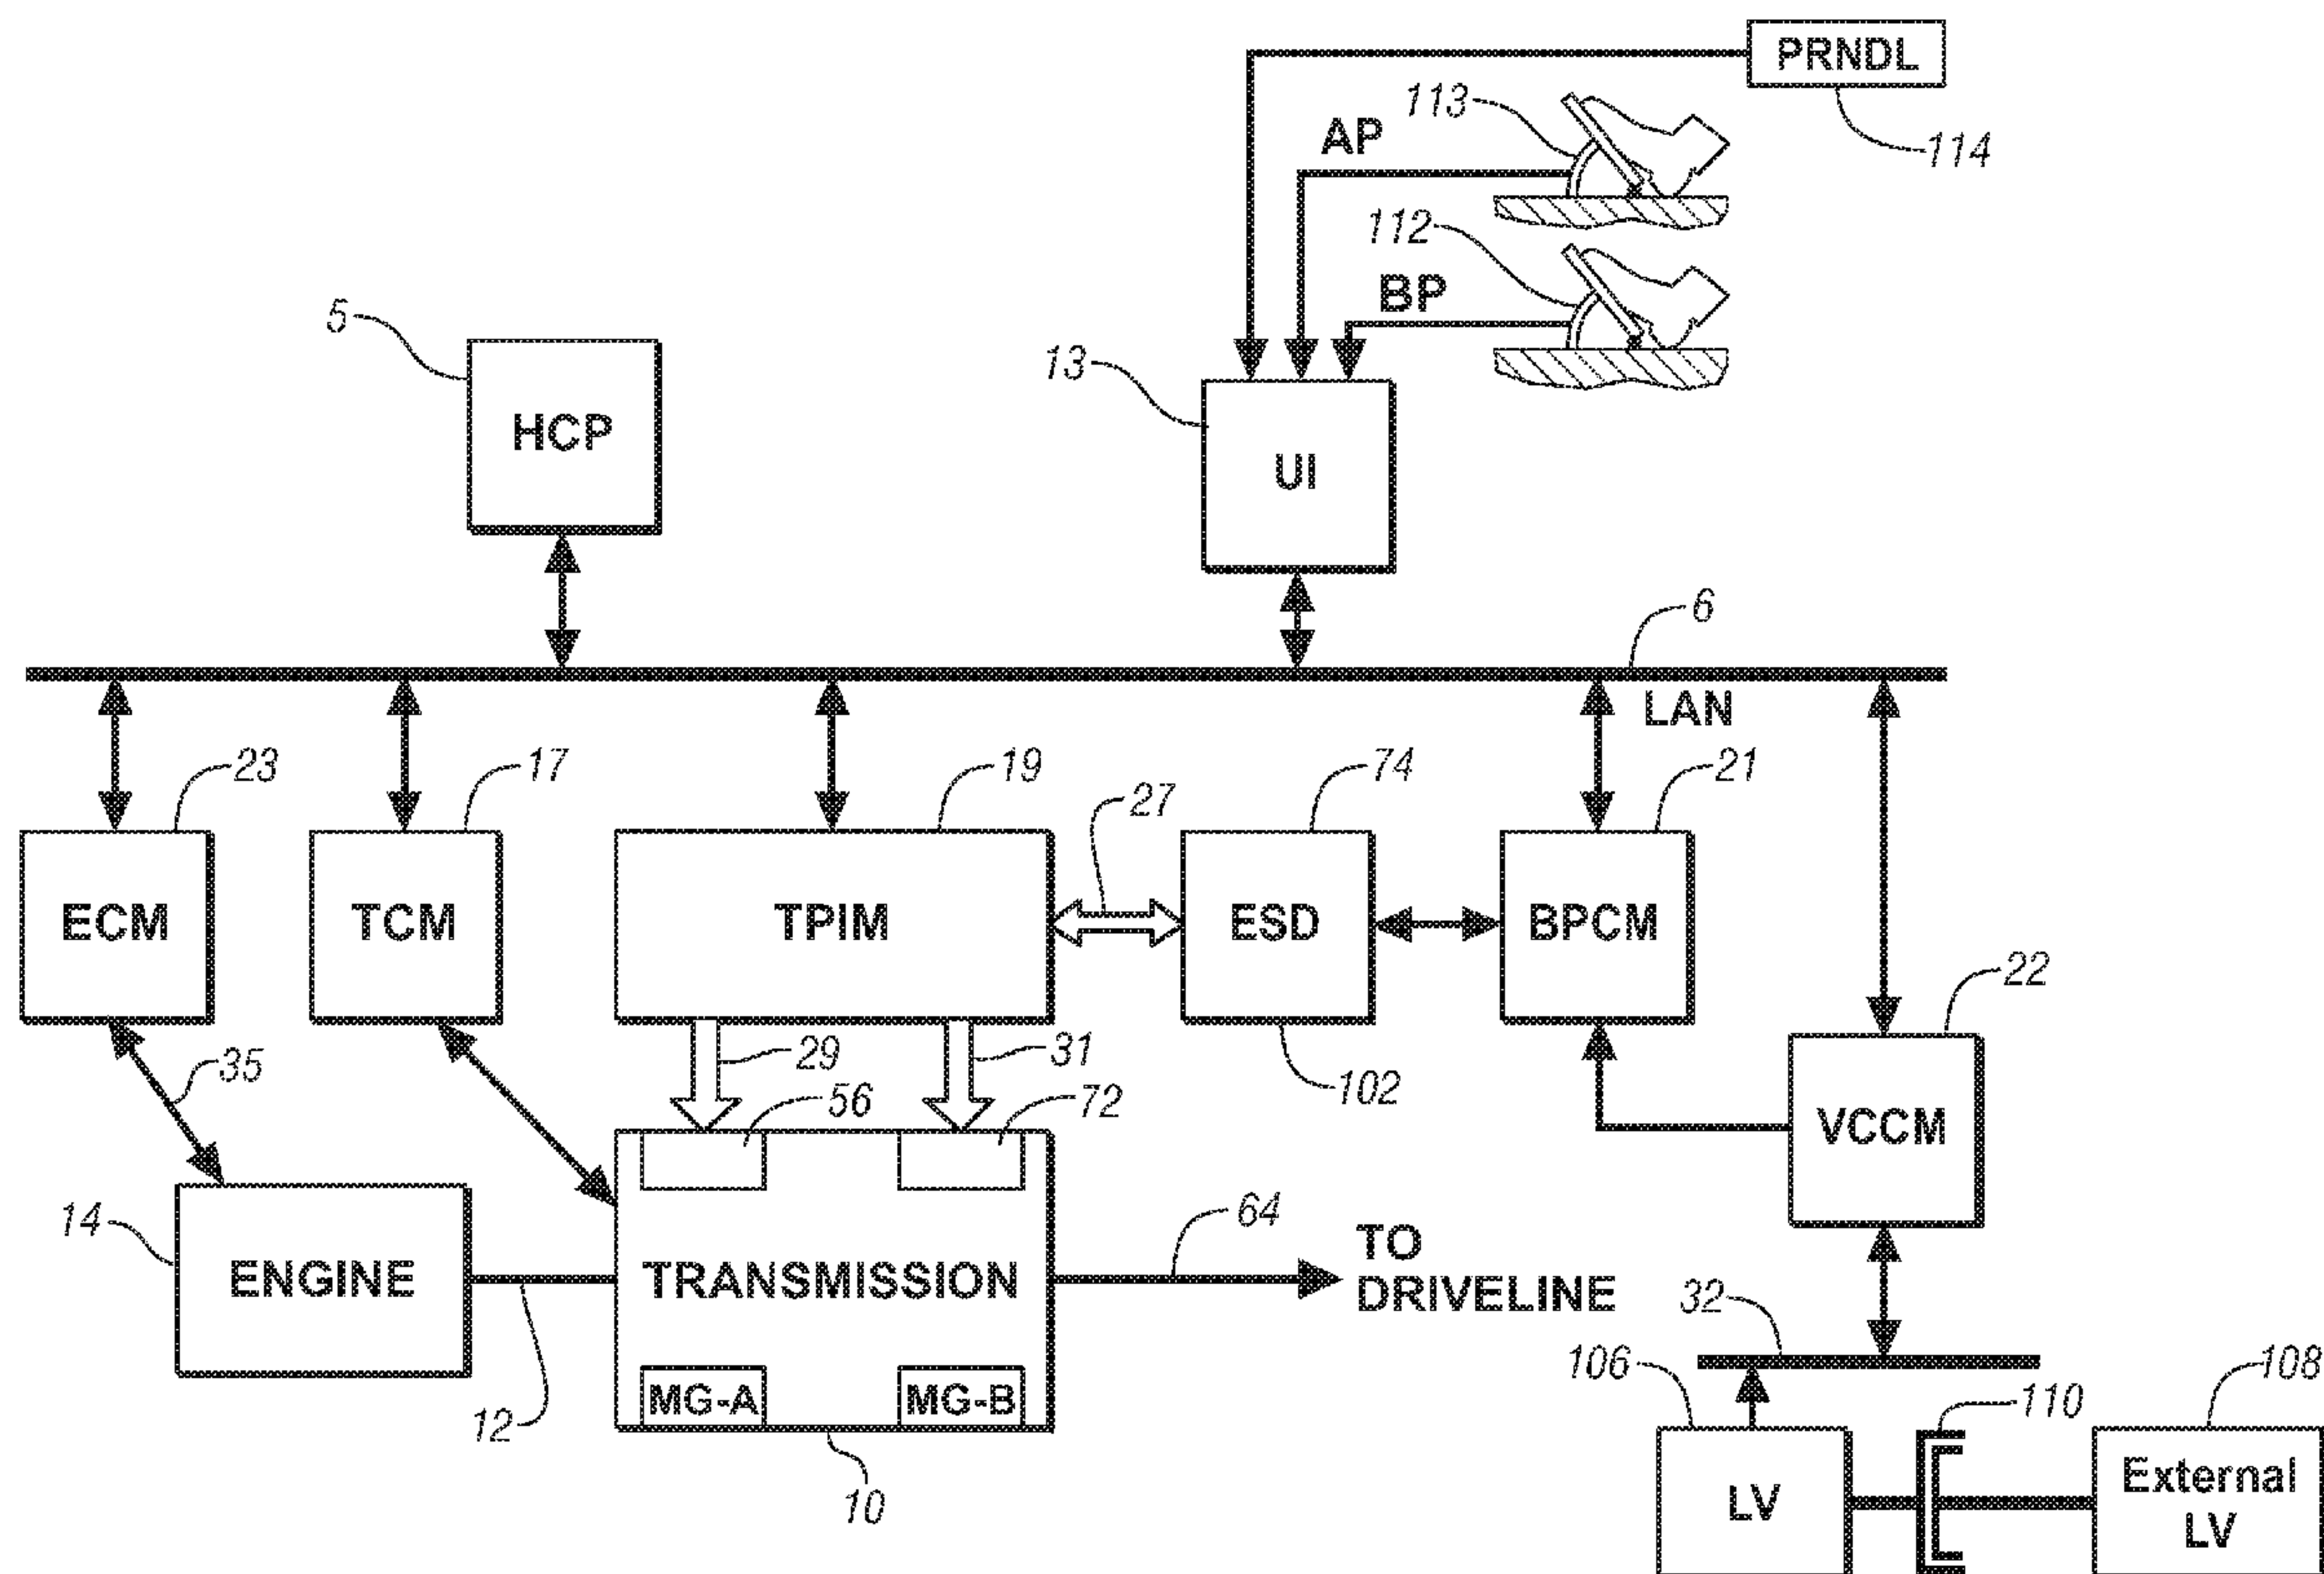 PRNDL
113
AP
114
112
BP
5
13
HCP
UI
6
LAN
23
17
19
74
21
27
ECM
TCM
TPIM
ESD
BPCM
22
35
29
31
102
56
72
VCCM
14
64
TO
DRIVELINE
ENGINE
TRANSMISSION
32
106
108
MG-A
MG-B
110
12
10
LV
External
LV